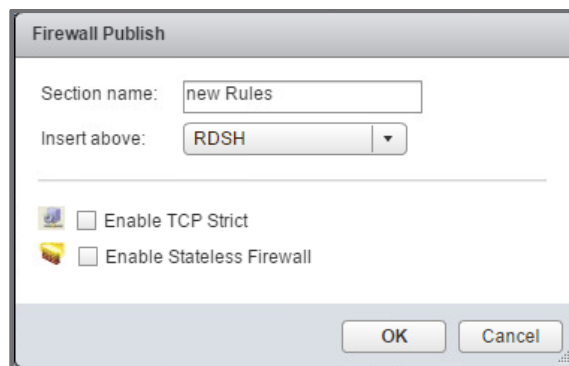 Firewall Publish
Section name: new Rules
Insert above: RDSH
Enable TCP Strict
Enable Stateless Firewall
OK Cancel